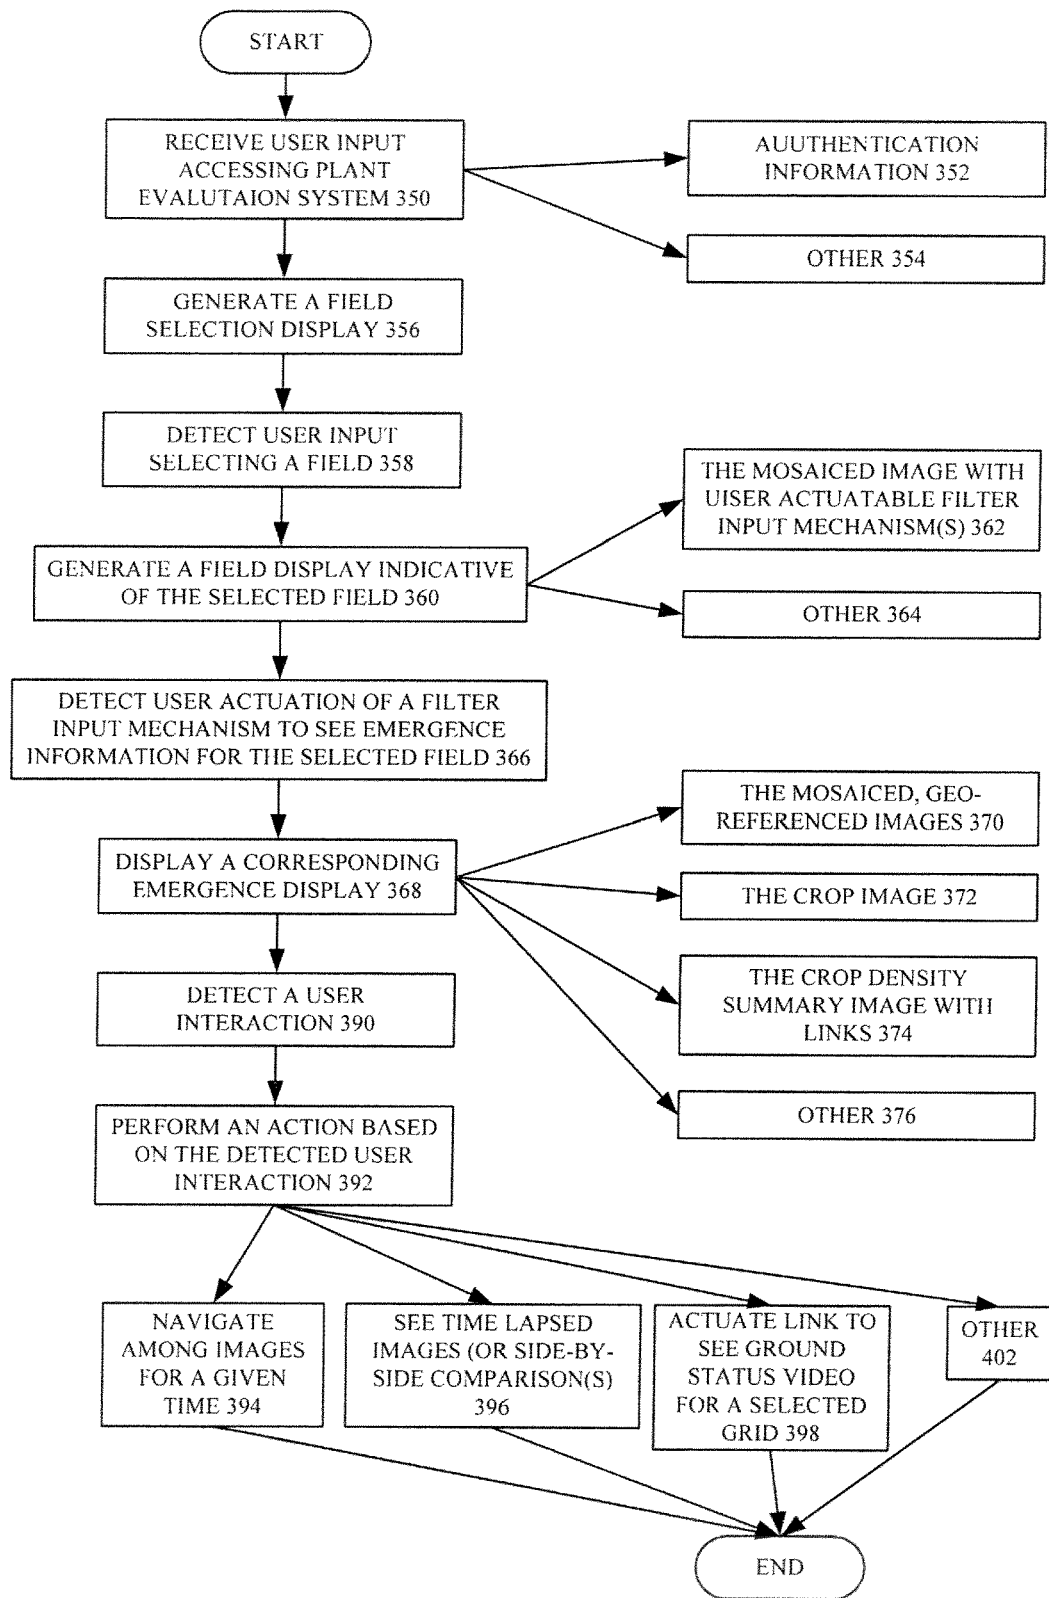 START
RECEIVE USER INPUT
ACCESSING PLANT
EVALUTAION SYSTEM 350
AUUTHENTICATION
INFORMATION 352
OTHER 354
GENERATE A FIELD
SELECTION DISPLAY 356
DETECT USER INPUT
SELECTING A FIELD 358
THE MOSAICED IMAGE WITH
UISER ACTUATABLE FILTER
INPUT MECHANISM(S) 362
GENERATE A FIELD DISPLAY INDICATIVE
OF THE SELECTED FIELD 360
OTHER 364
DETECT USER ACTUATION OF A FILTER
INPUT MECHANISM TO SEE EMERGENCE
INFORMATION FOR THE SELECTED FIELD 366
THE MOSAICED, GEO-
REFERENCED IMAGES 370
DISPLAY A CORRESPONDING
EMERGENCE DISPLAY 368
THE CROP IMAGE 372
THE CROP DENSITY
SUMMARY IMAGE WITH
LINKS 374
DETECT A USER
INTERACTION 390
OTHER 376
PERFORM AN ACTION BASED
ON THE DETECTED USER
INTERACTION 392
NAVIGATE
AMONG IMAGES
FOR A GIVEN
TIME 394
SEE TIME LAPSED
IMAGES (OR SIDE-BY-
SIDE COMPARISON(S)
396
ACTUATE LINK TO
SEE GROUND
STATUS VIDEO
FOR A SELECTED
GRID 398
OTHER
402
END